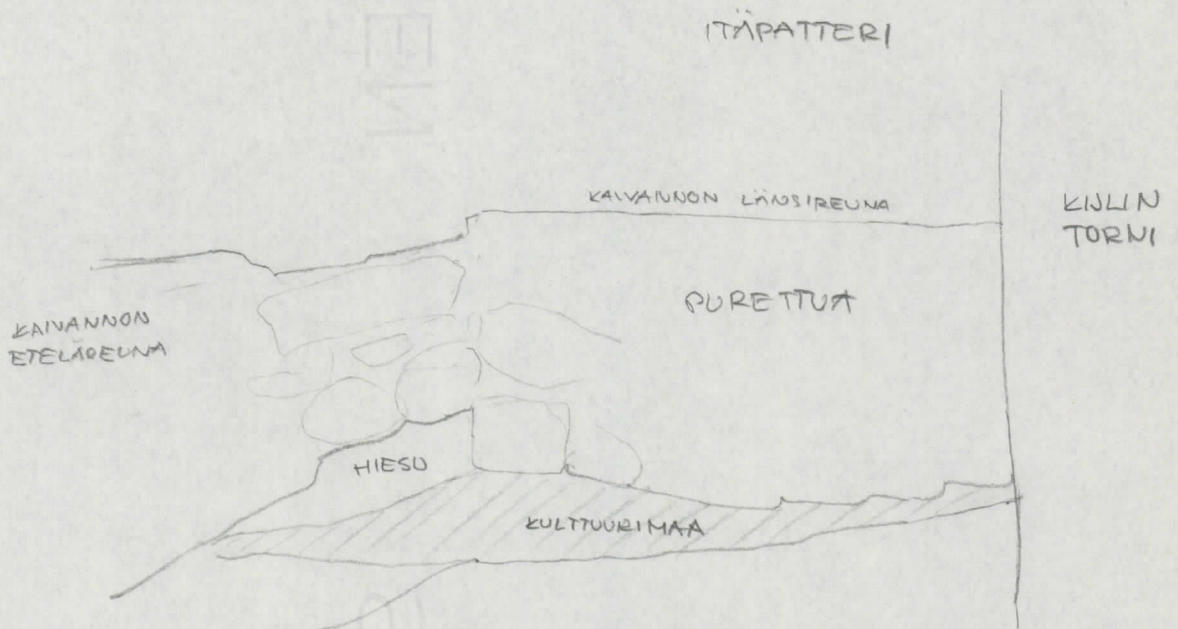 ITÄPATTERI
KAIVANNON LÄNSIREUNA
KIJLIN
TORNI
PURETTUA
KAIVANNON
ETELÄREUNA
HIESU
KULTTUURIMAA